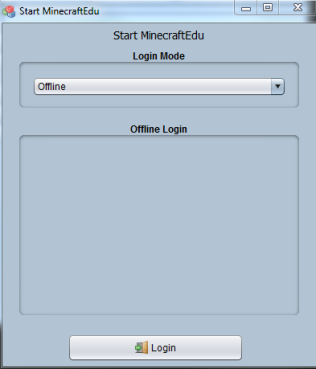 Start MinecraftEdu
Start MinecraftEdu
Login Mode
Offline
Offline Login
Login